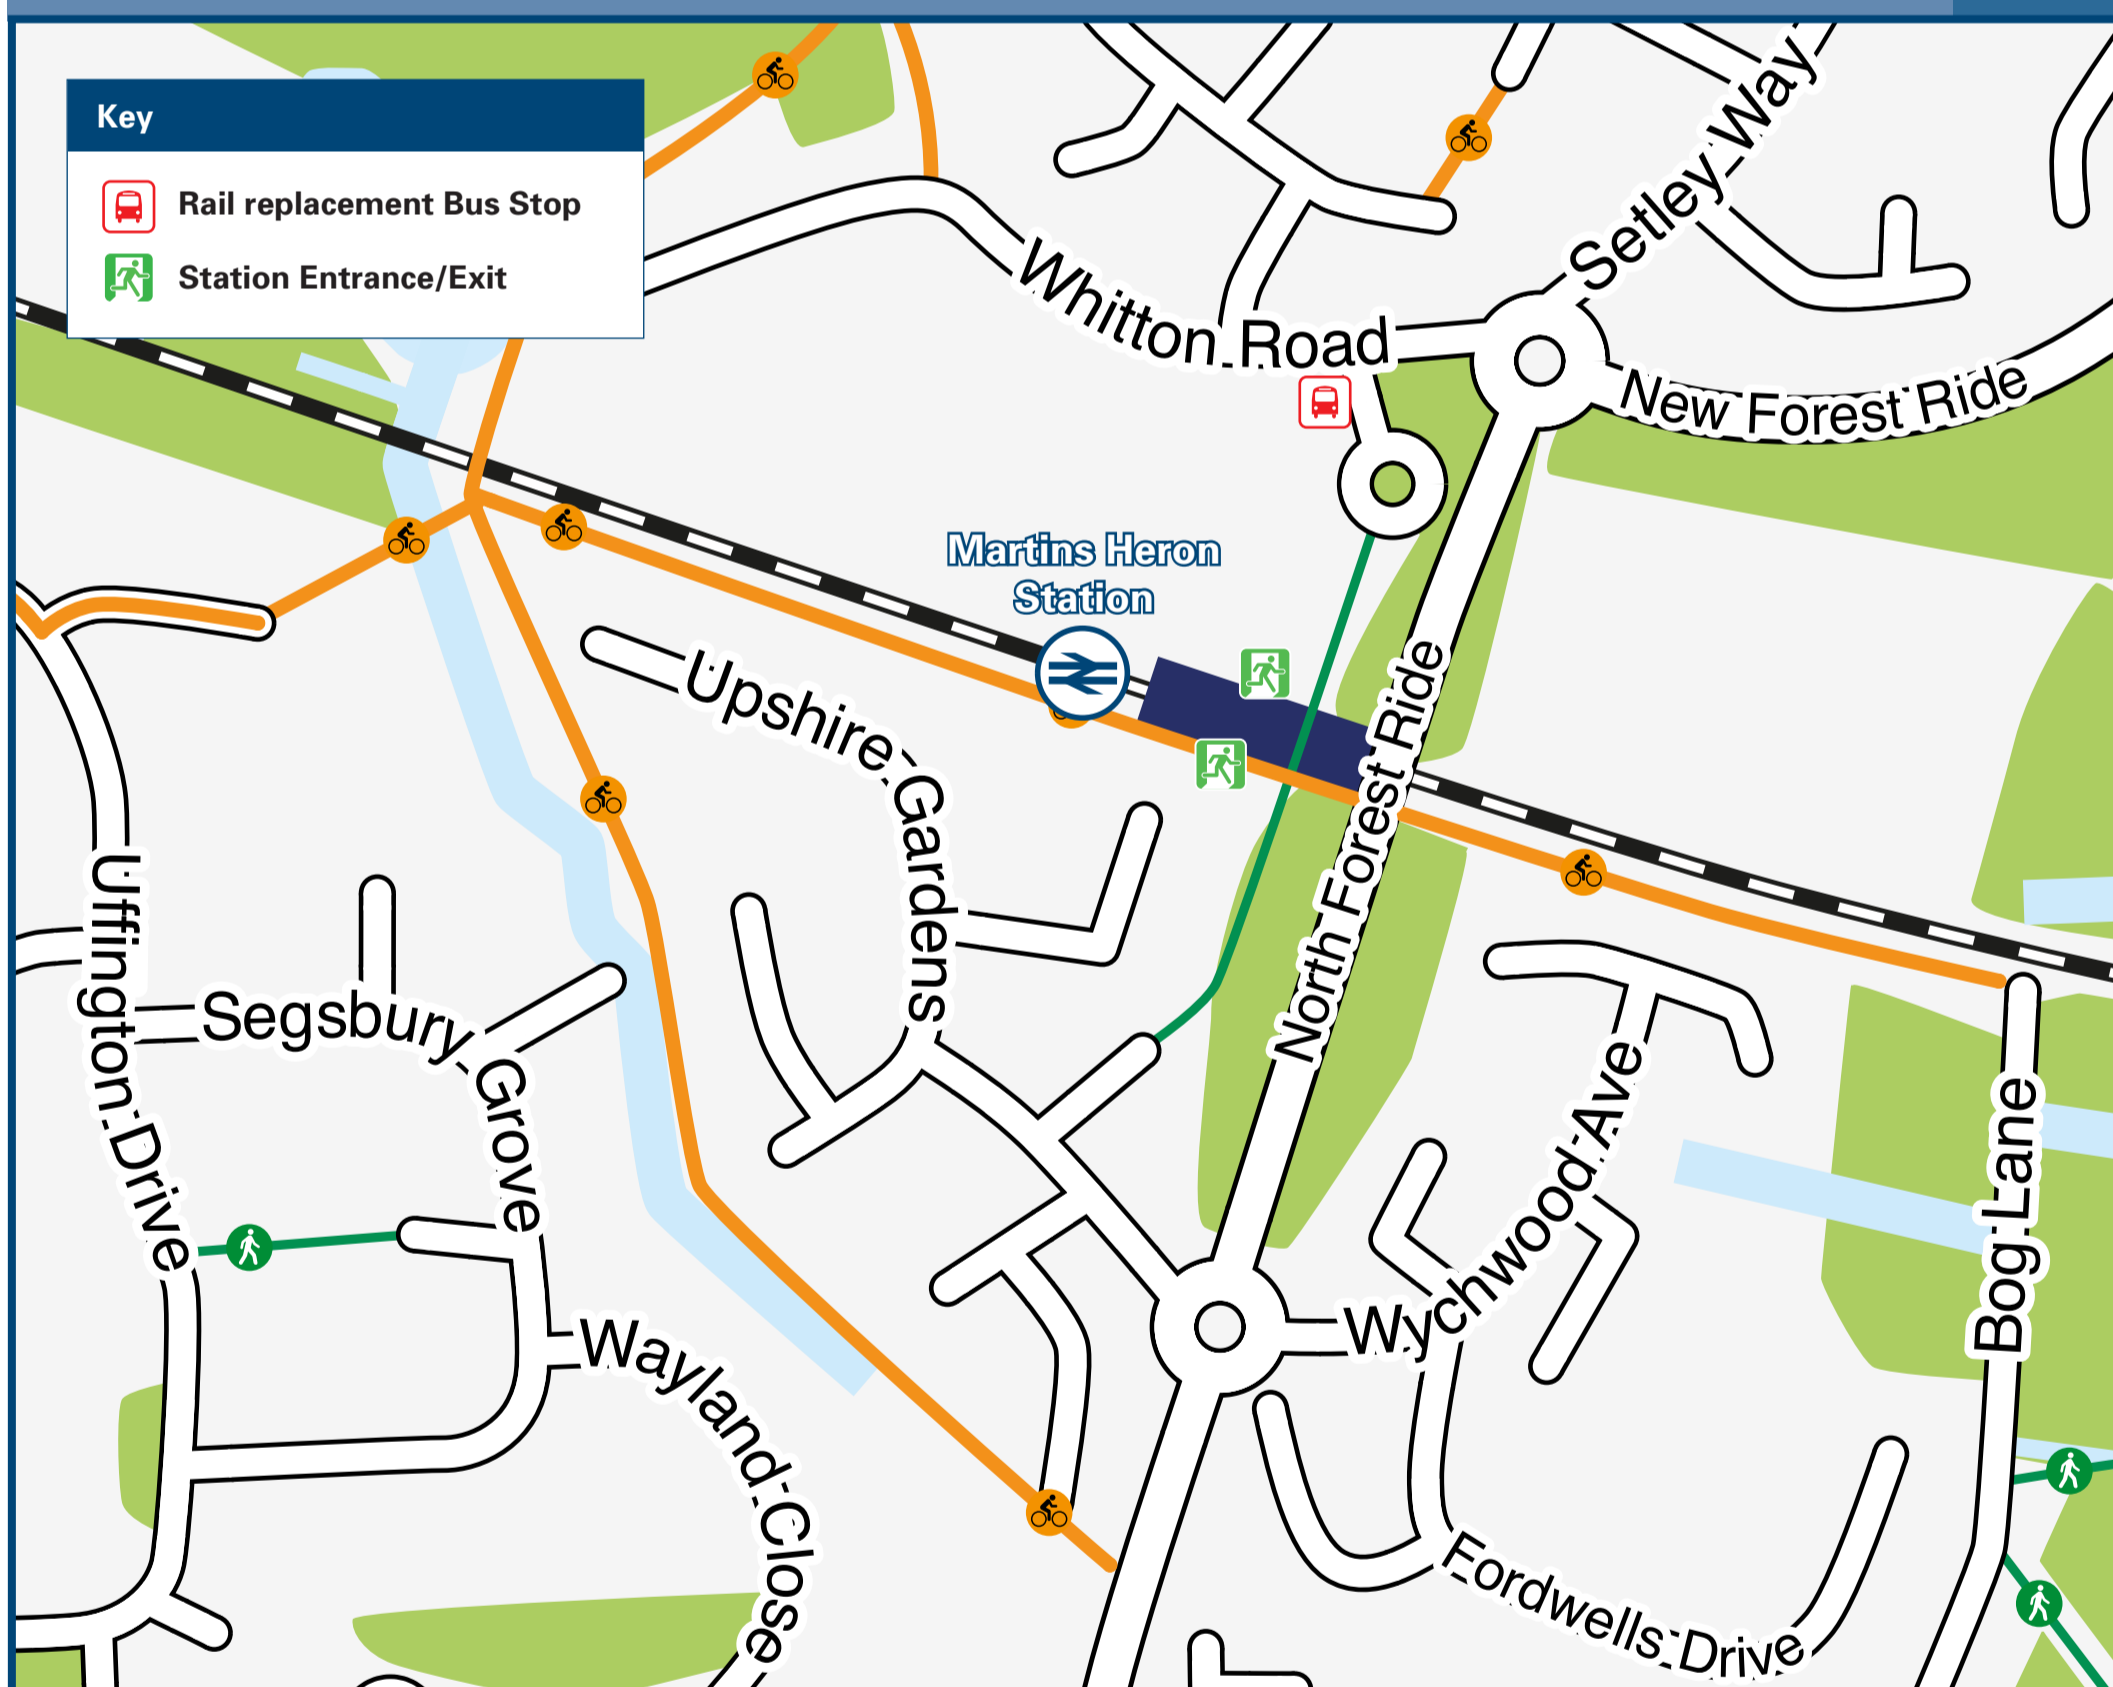 Key
Rail replacement Bus Stop
Station Entrance/Exit
Setley Way
Whitton Road
New Forest Ride
Martins Heron
Station
Upshire Gardens
North Forest Ride
Uffington Drive
Segsbury Grove
Wychwood Ave
Bog Lane
Wayland Close
Fordwells Drive